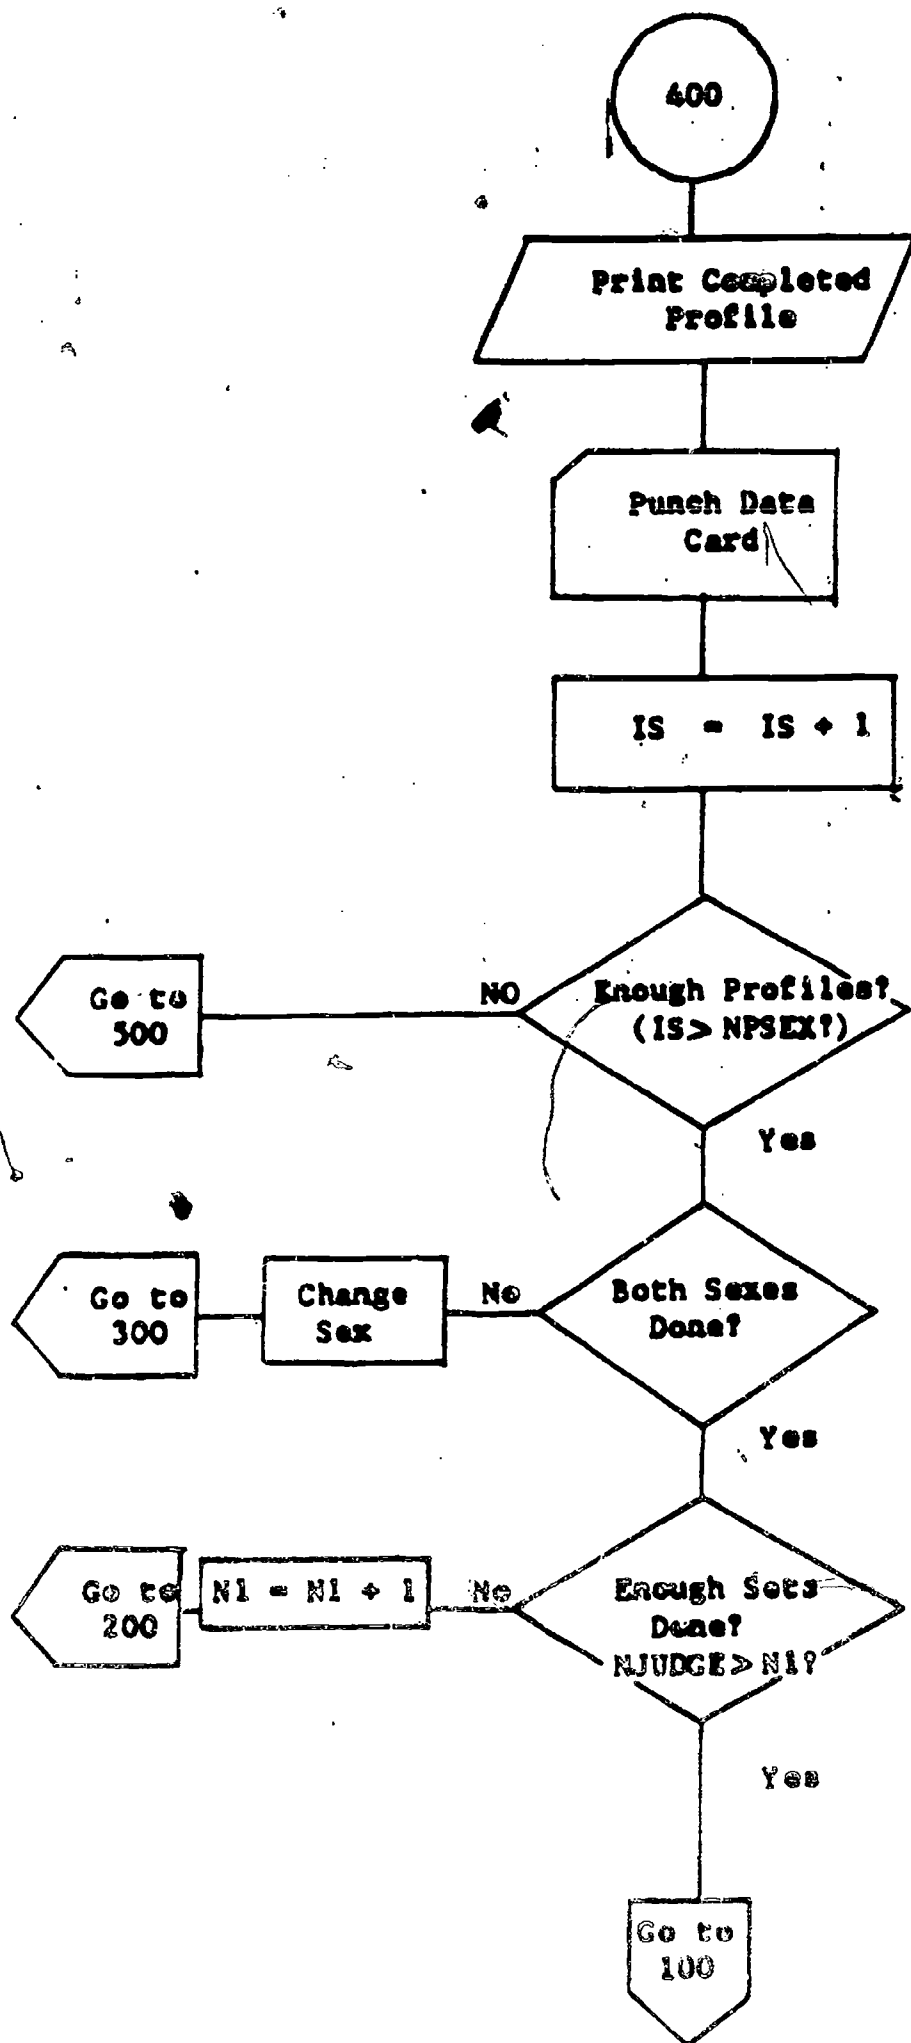 400
Print Completed
Profile
Punch Data
Card
IS = IS + 1
Enough Profiles?
(IS > NPSEX?)
NO
Go to
500
Yes
Both Sexes
Done?
No
Change
Sex
Go to
300
Yes
Enough Sets
Done?
NJUDGE > N1?
No
N1 = N1 + 1
Go to
200
Yes
Go to
100